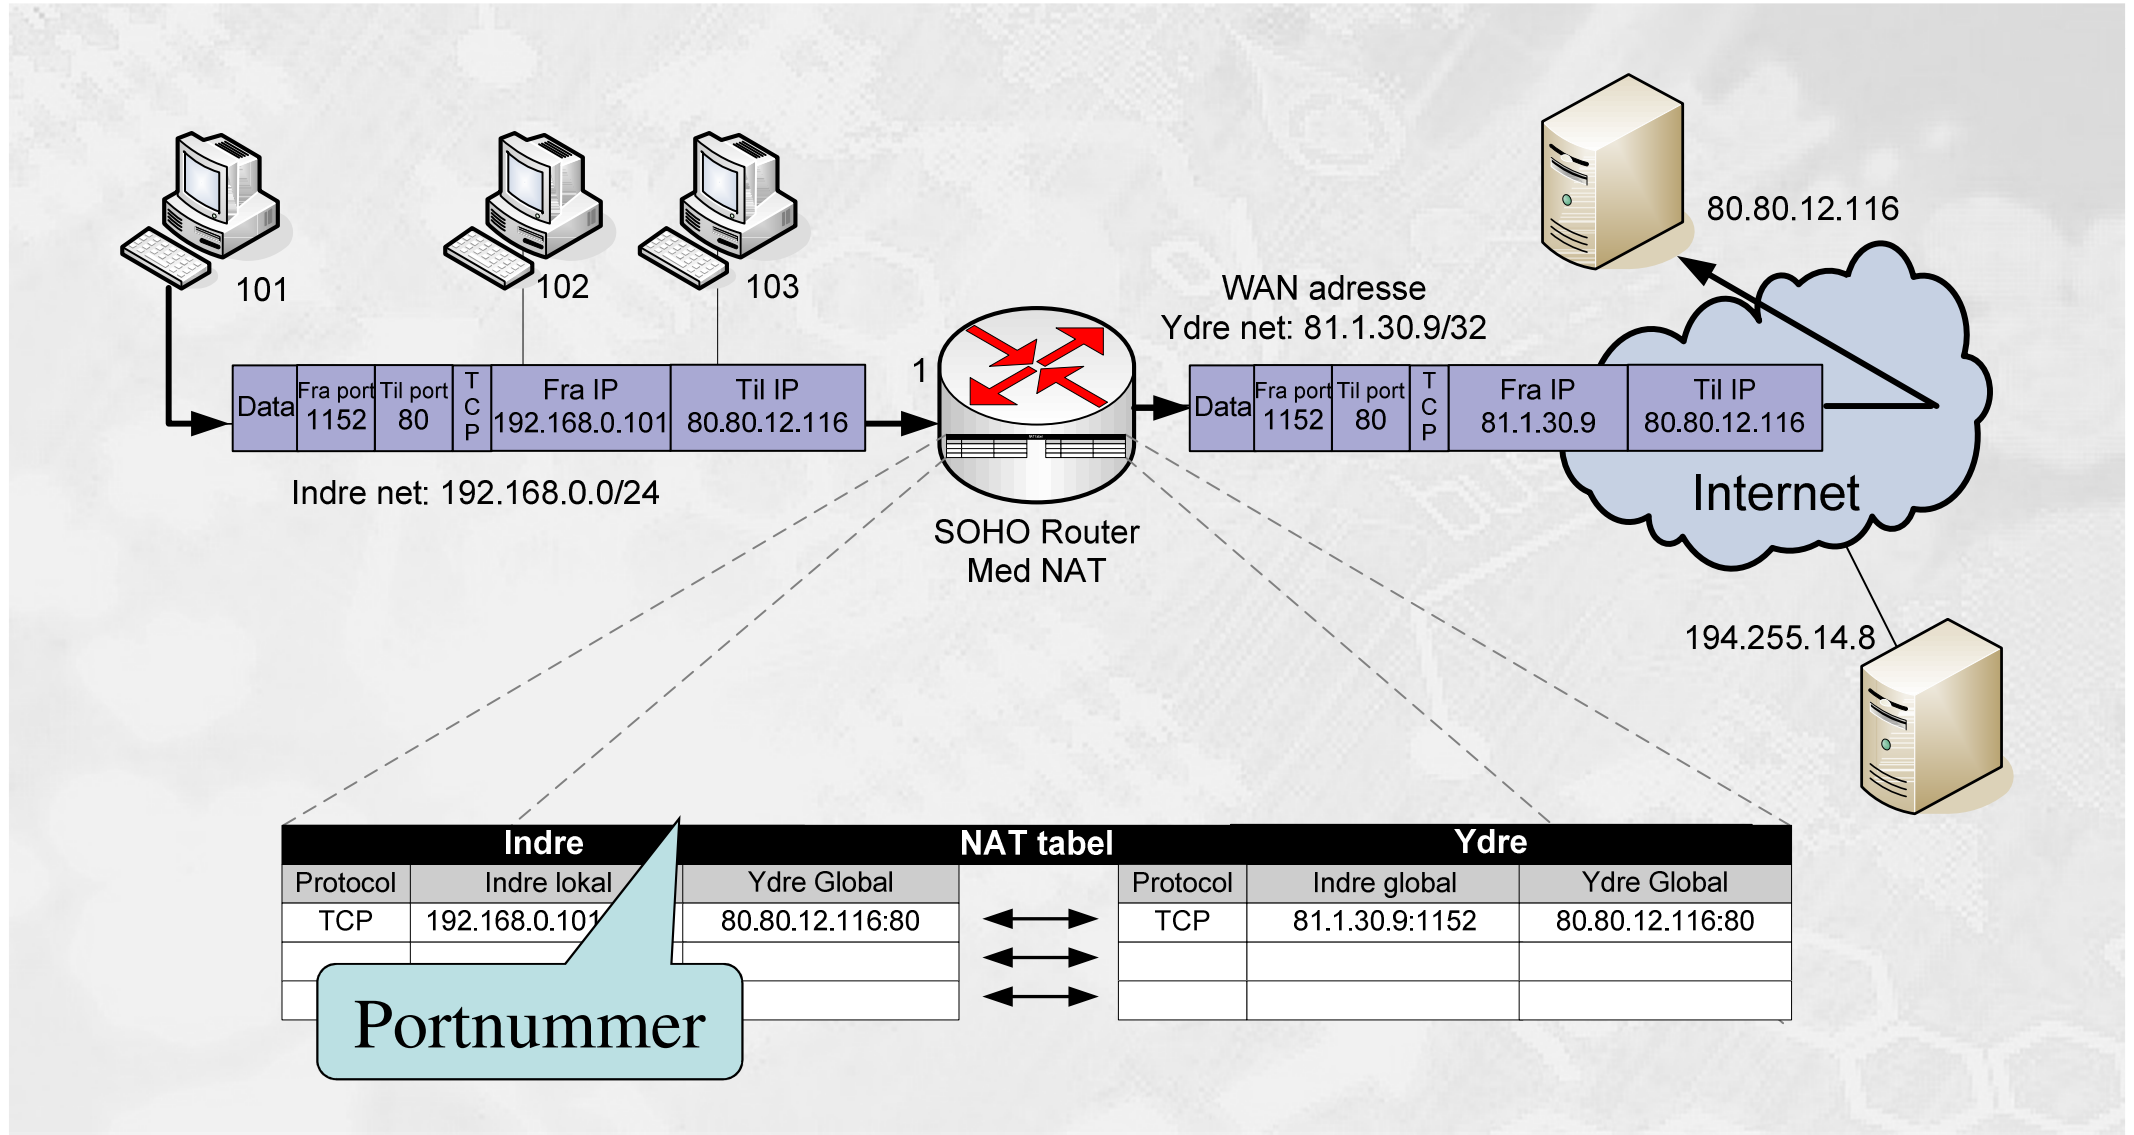 80.80.12.116
101
102
103
WAN adresse
Ydre net: 81.1.30.9/32
1
Data
Fra port
1152
Til port
80
TCP
Fra IP
192.168.0.101
Til IP
80.80.12.116
Data
Fra port
1152
Til port
80
TCP
Fra IP
81.1.30.9
Til IP
80.80.12.116
Indre net: 192.168.0.0/24
Internet
SOHO Router
Med NAT
194.255.14.8
Indre NAT tabel Ydre
Protocol Indre lokal Ydre Global Protocol Indre global Ydre Global
TCP 192.168.0.101 80.80.12.116:80 TCP 81.1.30.9:1152 80.80.12.116:80
Portnummer